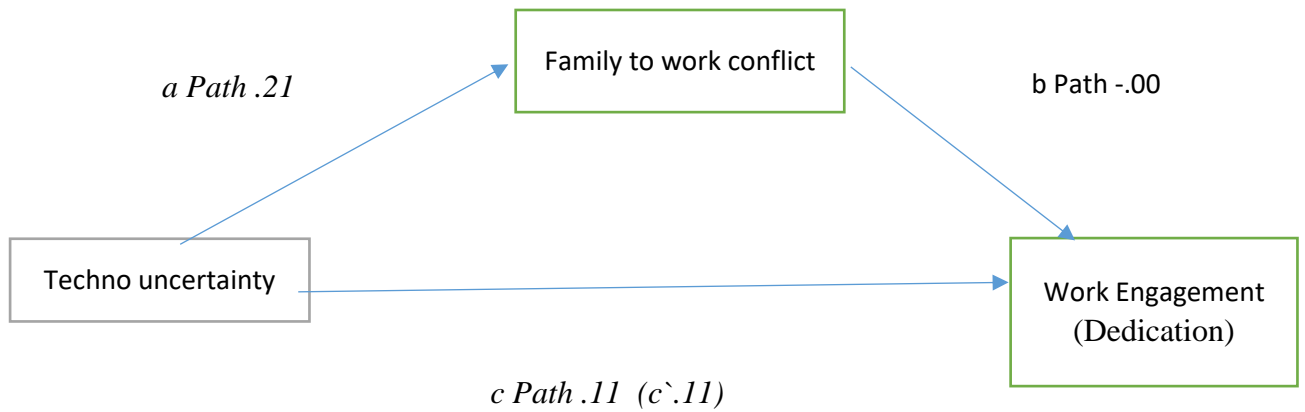 Family to work conflict
a Path .21
b Path -.00
Techno uncertainty
Work Engagement
(Dedication)
c Path .11 (c`.11)